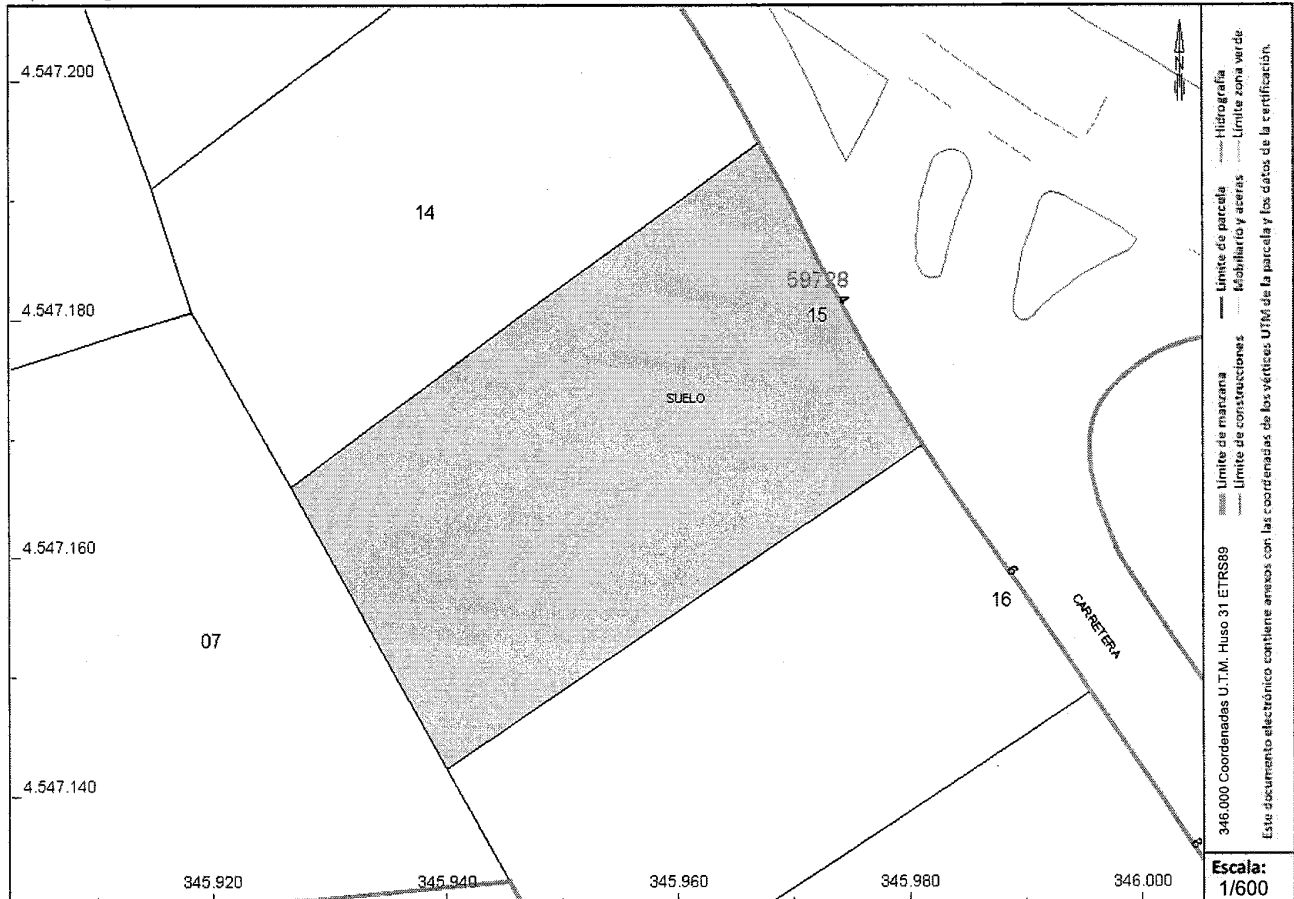 4.547.200
14
59728
4
15
4.547.180
SUELO
4.547.160
6
16
CARRETERA
07
4.547.140
8
345.920
345.940
345.960
345.980
346.000
N
346.000 Coordenadas U.T.M. Huso 31 ETRS89
Límite de manzana
Límite de construcciones
Límite de parcela
Mobiliario y aceras
Hidrografía
Límite zona verde
Este documento electrónico contiene anexos con las coordenadas de los vértices UTM de la parcela y los datos de la certificación.
Escala:
1/600